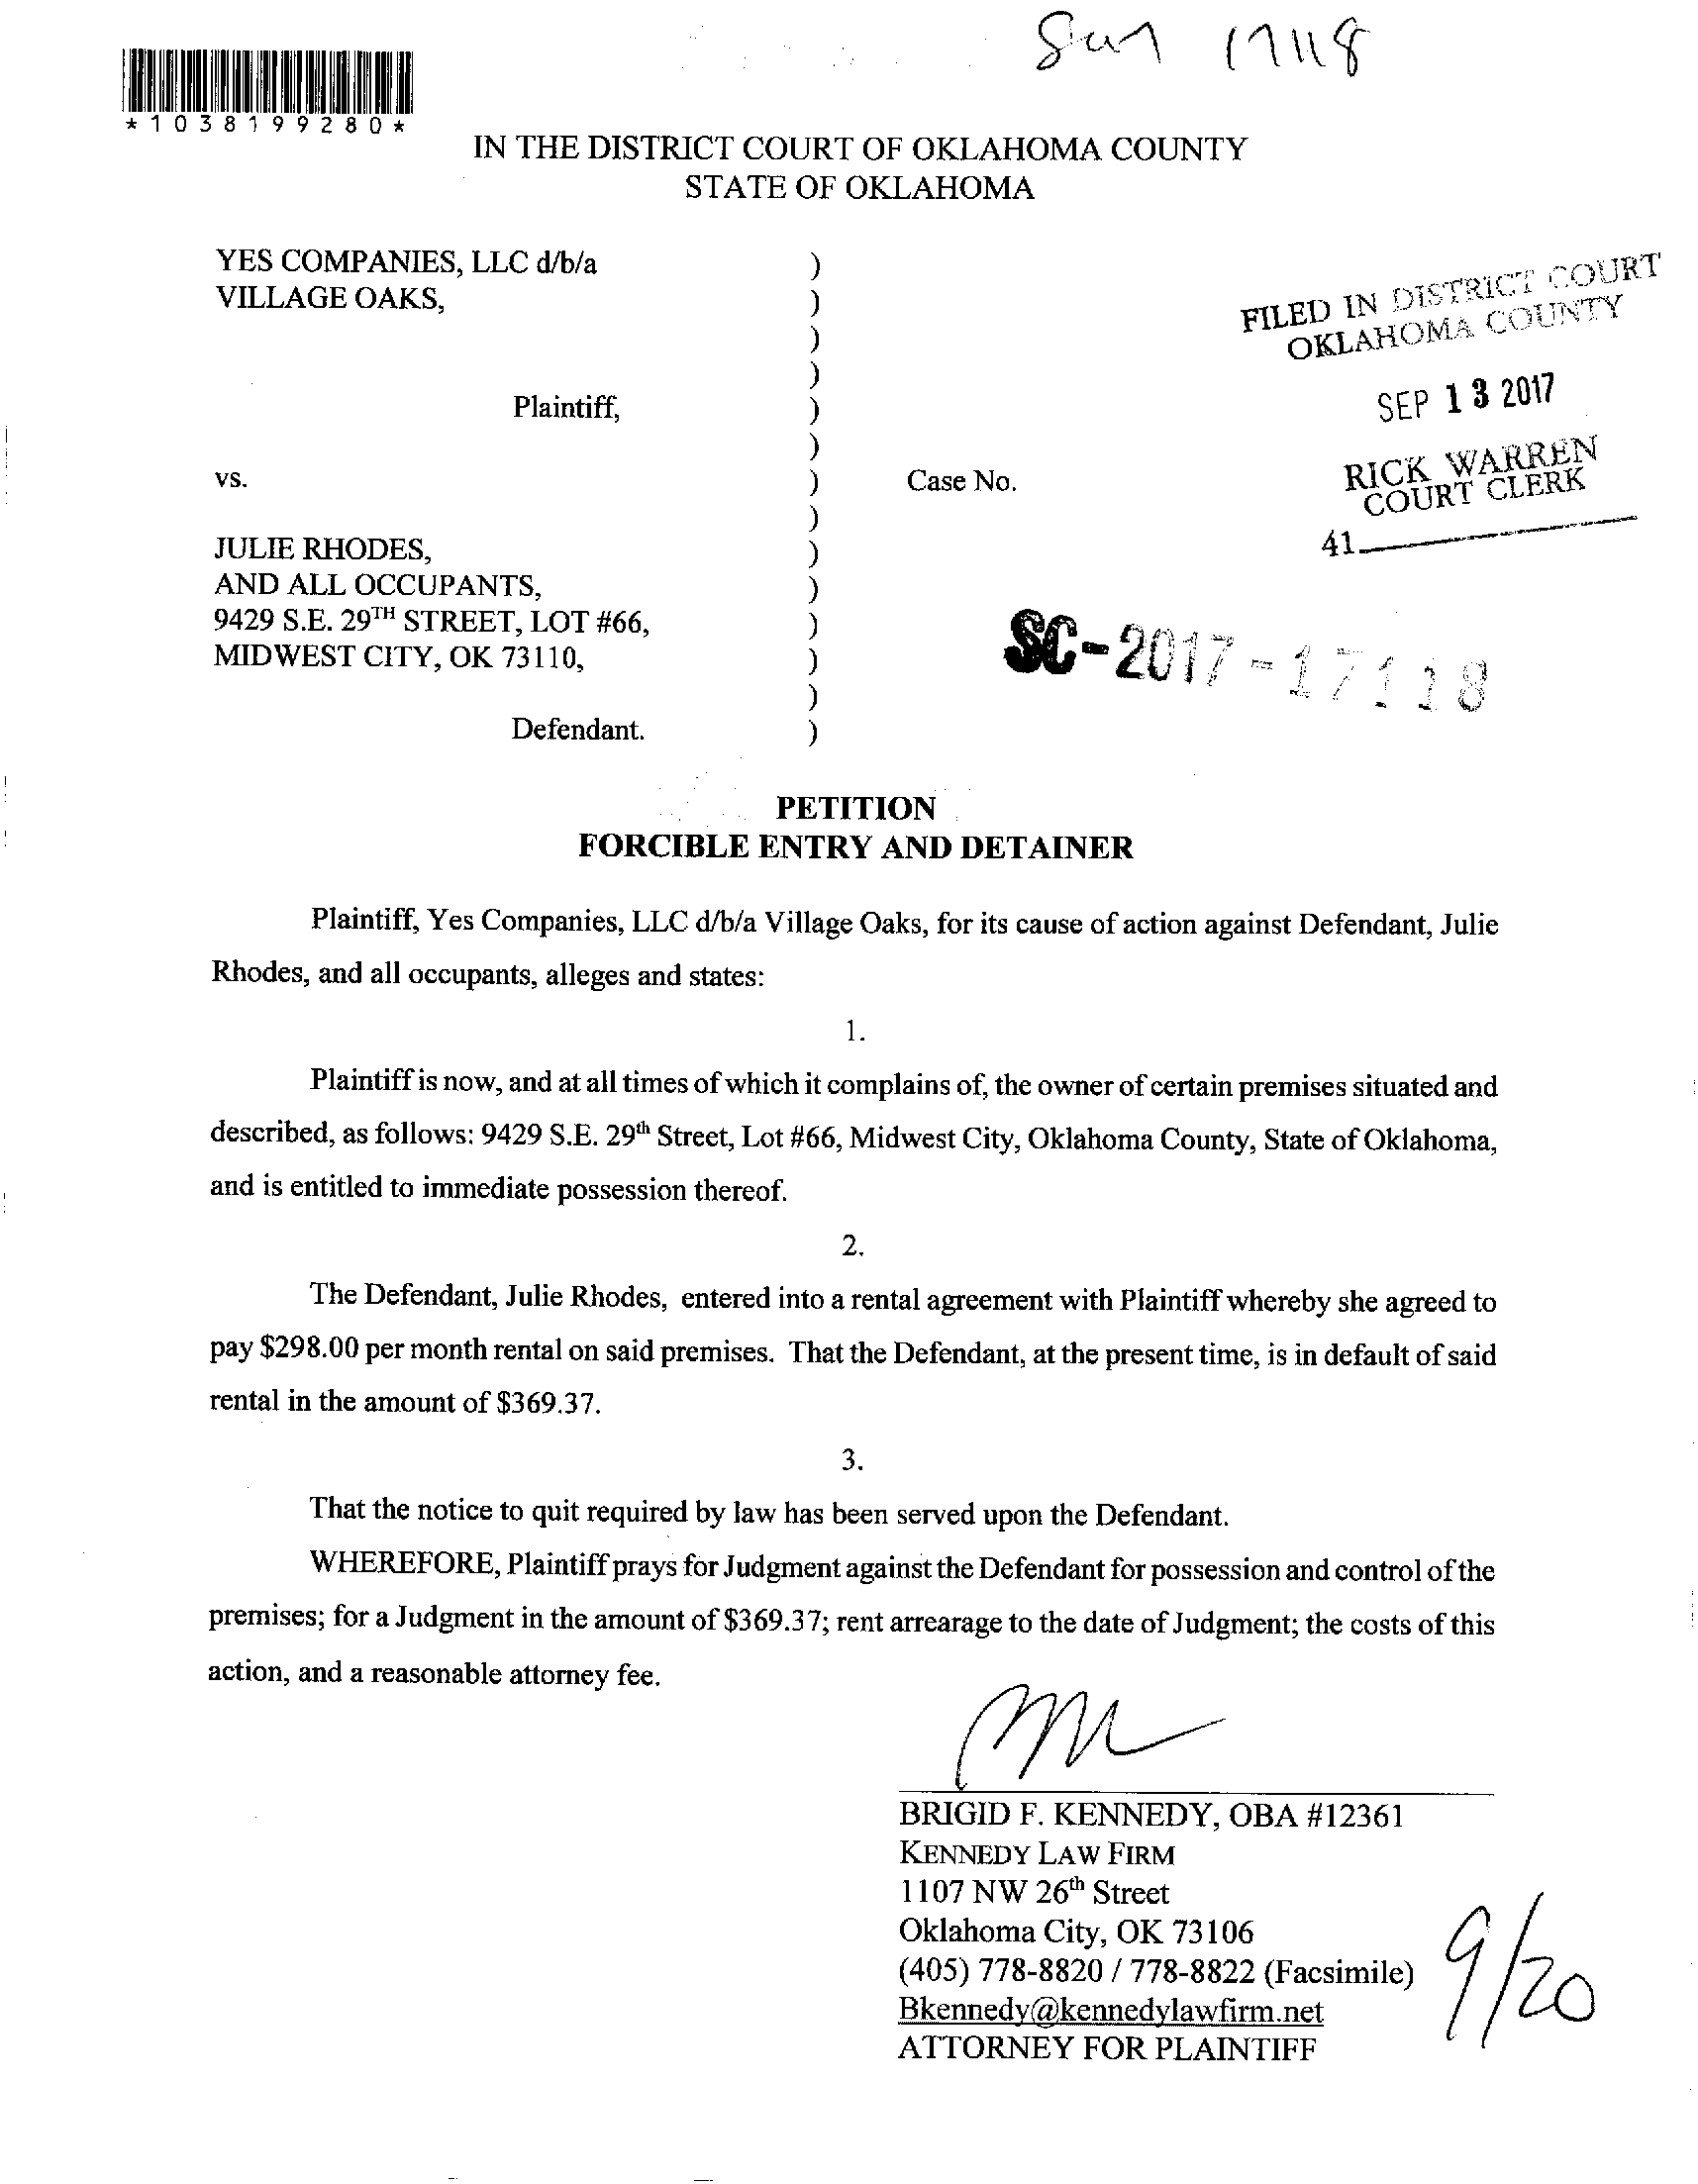 17118
*1038199280*
IN THE DISTRICT COURT OF OKLAHOMA COUNTY
STATE OF OKLAHOMA
YES COMPANIES, LLC d/b/a )
VILLAGE OAKS, )
)
)
Plaintiff, )
)
vs. ) Case No.
)
JULIE RHODES, )
AND ALL OCCUPANTS, )
9429 S.E. 29TH STREET, LOT #66, )
MIDWEST CITY, OK 73110, )
)
Defendant. )
FILED IN DISTRICT COURT
OKLAHOMA COUNTY
SEP 13 2017
RICK WARREN
COURT CLERK
41
SC-2017-17118
PETITION
FORCIBLE ENTRY AND DETAINER
Plaintiff, Yes Companies, LLC d/b/a Village Oaks, for its cause of action against Defendant, Julie
Rhodes, and all occupants, alleges and states:
1.
Plaintiff is now, and at all times of which it complains of, the owner of certain premises situated and
described, as follows: 9429 S.E. 29th Street, Lot #66, Midwest City, Oklahoma County, State of Oklahoma,
and is entitled to immediate possession thereof.
2.
The Defendant, Julie Rhodes, entered into a rental agreement with Plaintiff whereby she agreed to
pay $298.00 per month rental on said premises. That the Defendant, at the present time, is in default of said
rental in the amount of $369.37.
3.
That the notice to quit required by law has been served upon the Defendant.
WHEREFORE, Plaintiff prays for Judgment against the Defendant for possession and control of the
premises; for a Judgment in the amount of $369.37; rent arrearage to the date of Judgment; the costs of this
action, and a reasonable attorney fee.
BRIGID F. KENNEDY, OBA #12361
KENNEDY LAW FIRM
1107 NW 26th Street
Oklahoma City, OK 73106
(405) 778-8820 / 778-8822 (Facsimile)
Bkennedy@kennedylawfirm.net
ATTORNEY FOR PLAINTIFF
9/20